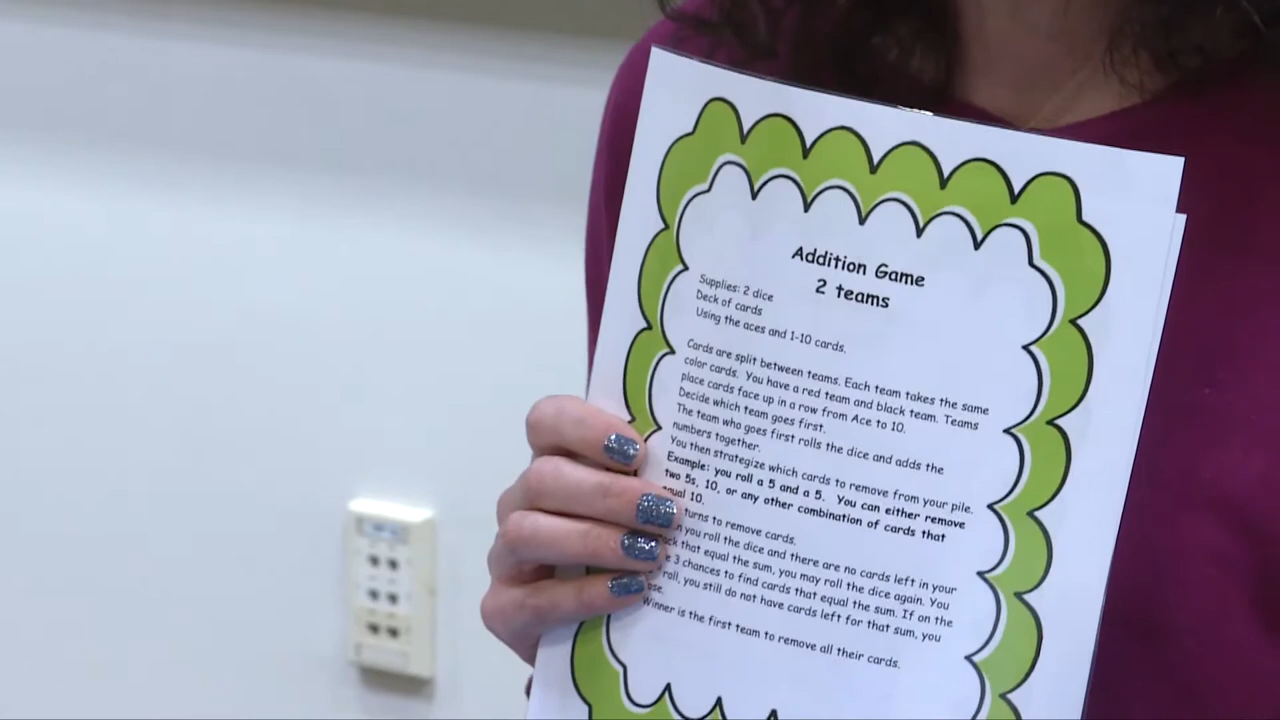 Addition Game
2 teams
Supplies: 2 dice
Deck of cards
Using the aces and 1-10 cards.
Cards are split between teams. Each team takes the same
color cards. You have a red team and black team. Teams
place cards face up in a row from Ace to 10.
Decide which team goes first.
The team who goes first rolls the dice and adds the
numbers together.
You then strategize which cards to remove from your pile.
Example: you roll a 5 and a 5. You can either remove
two 5s, 10, or any other combination of cards that
equal 10.
turns to remove cards.
you roll the dice and there are no cards left in your
that equal the sum, you may roll the dice again. You
3 chances to find cards that equal the sum. If on the
roll, you still do not have cards left for that sum, you
Winner is the first team to remove all their cards.